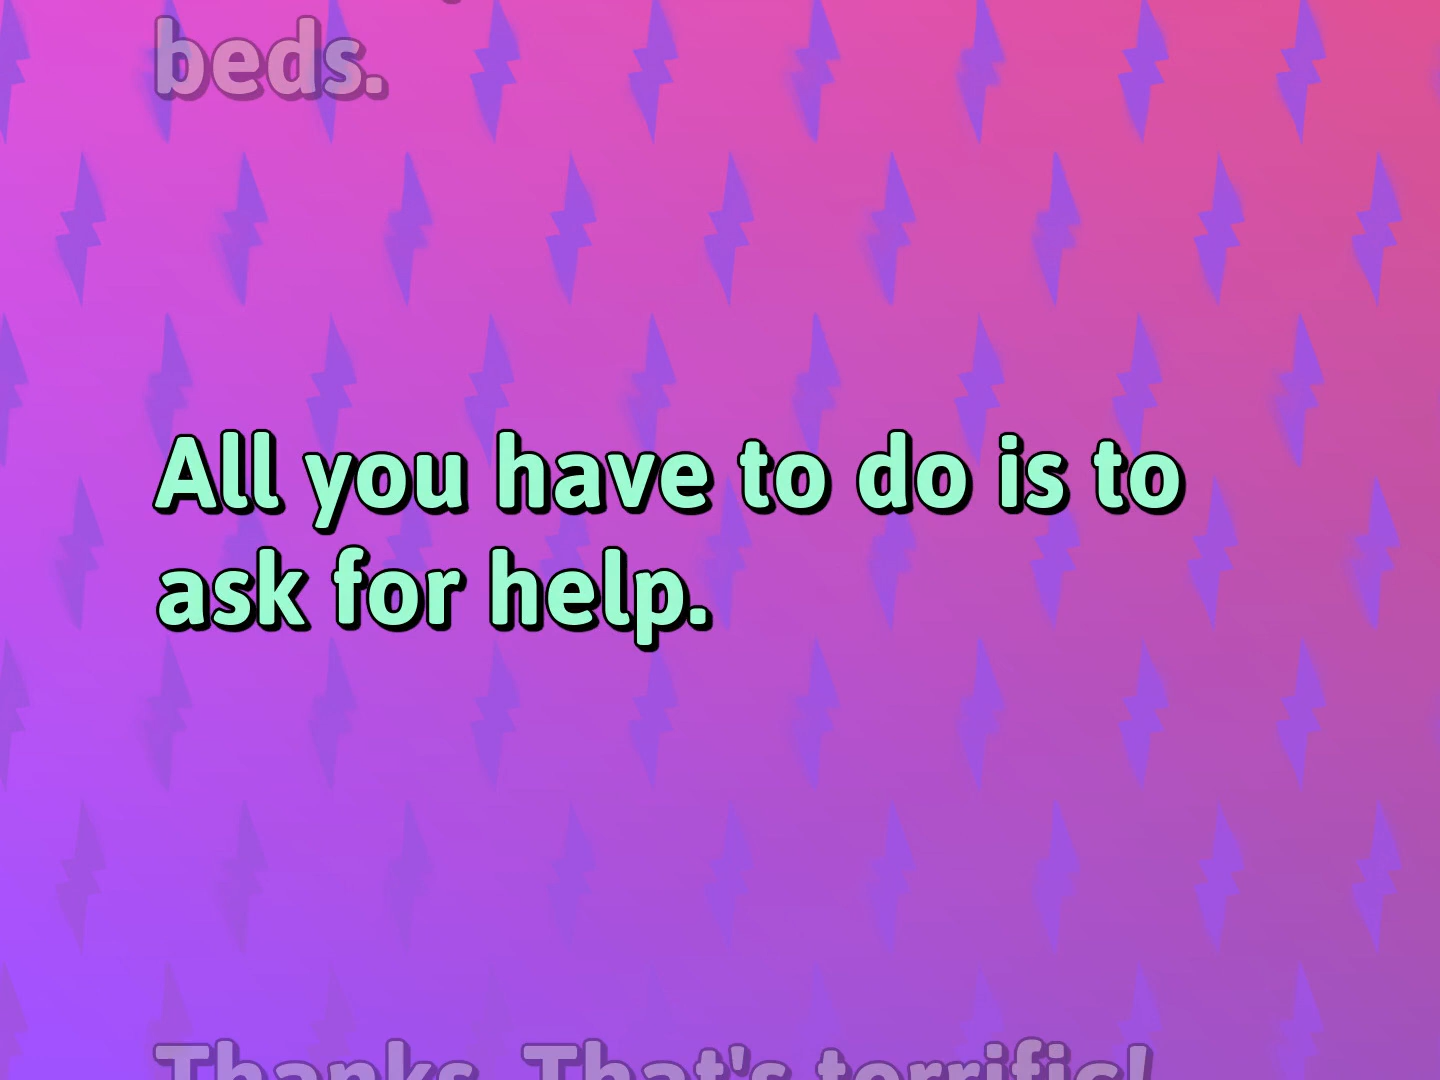 beds.
All you have to do is to
ask for help.
Thanks. That's terrific!